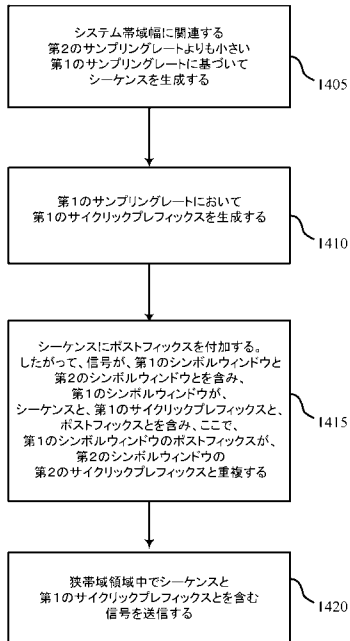 システム帯域幅に関連する
第2のサンプリングレートよりも小さい
第1のサンプリングレートに基づいて
シーケンスを生成する
1405
第1のサンプリングレートにおいて
第1のサイクリックプレフィックスを生成する
1410
シーケンスにポストフィックスを付加する。
したがって、信号が、第1のシンボルウィンドウと
第2のシンボルウィンドウとを含み、
第1のシンボルウィンドウが、
シーケンスと、第1のサイクリックプレフィックスと、
ポストフィックスとを含み、ここで、
第1のシンボルウィンドウのポストフィックスが、
第2のシンボルウィンドウの
第2のサイクリックプレフィックスと重複する
1415
狭帯域領域中でシーケンスと
第1のサイクリックプレフィックスとを含む
信号を送信する
1420